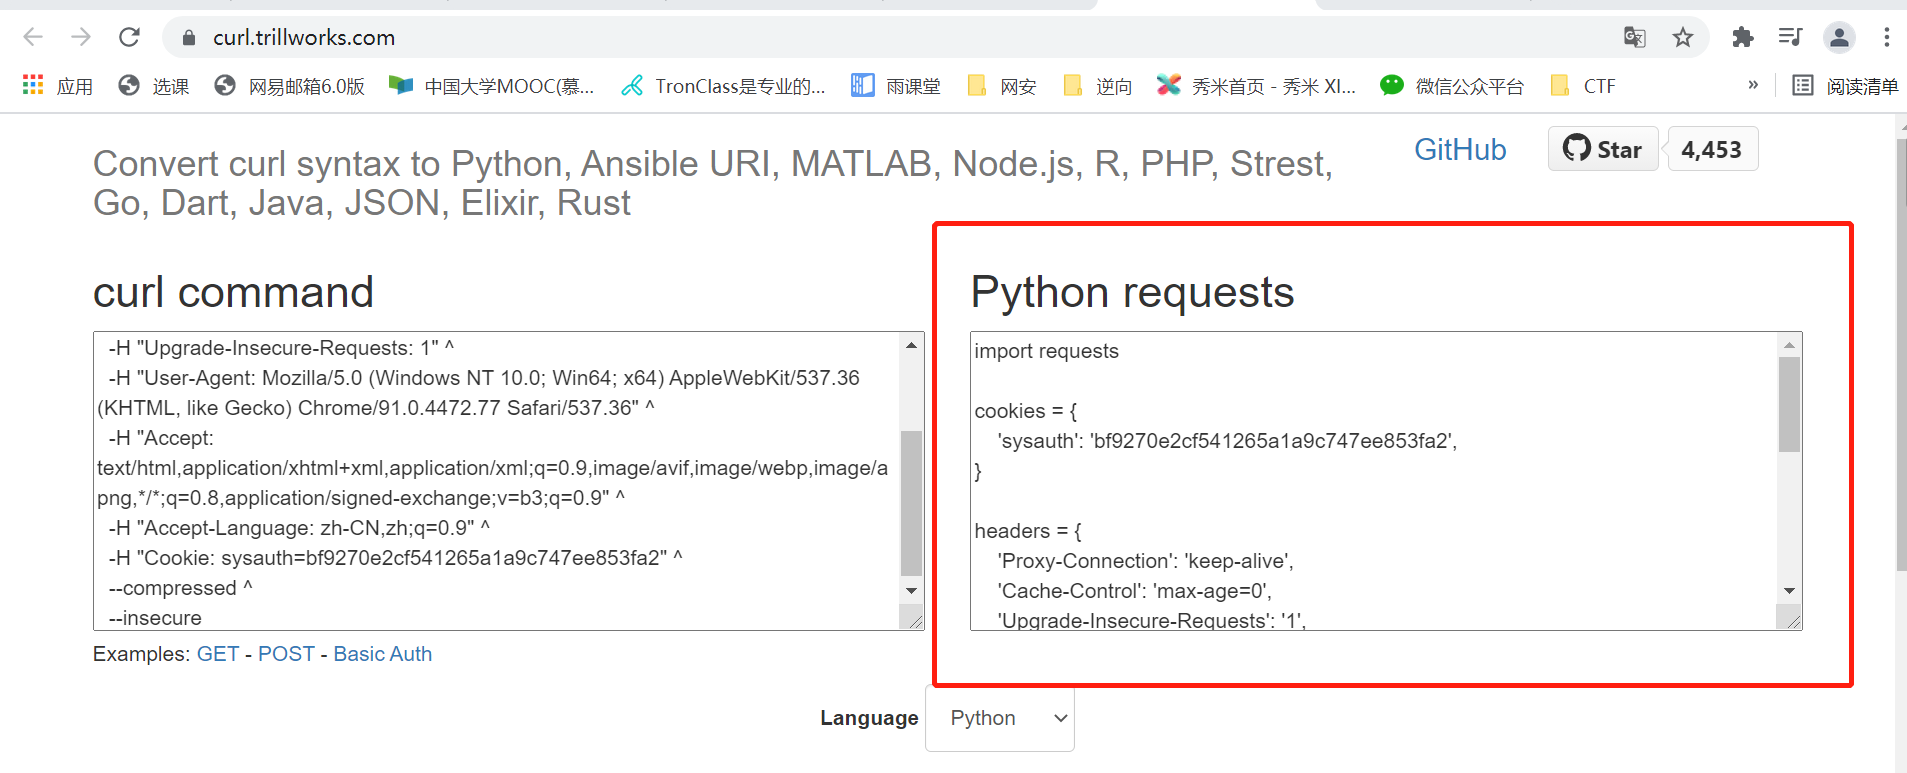 curl.trillworks.com
应用
选课
网易邮箱6.0版
中国大学MOOC(慕...
TronClass是专业的...
雨课堂
网安
逆向
秀米首页 - 秀米 XI...
微信公众平台
CTF
»
阅读清单
Convert curl syntax to Python, Ansible URI, MATLAB, Node.js, R, PHP, Strest,
Go, Dart, Java, JSON, Elixir, Rust
GitHub
Star
4,453
curl command
-H "Upgrade-Insecure-Requests: 1" ^
-H "User-Agent: Mozilla/5.0 (Windows NT 10.0; Win64; x64) AppleWebKit/537.36
(KHTML, like Gecko) Chrome/91.0.4472.77 Safari/537.36" ^
-H "Accept:
text/html,application/xhtml+xml,application/xml;q=0.9,image/avif,image/webp,image/a
png,*/*;q=0.8,application/signed-exchange;v=b3;q=0.9" ^
-H "Accept-Language: zh-CN,zh;q=0.9" ^
-H "Cookie: sysauth=bf9270e2cf541265a1a9c747ee853fa2" ^
--compressed ^
--insecure
Examples: GET - POST - Basic Auth
Python requests
import requests
cookies = {
'sysauth': 'bf9270e2cf541265a1a9c747ee853fa2',
}
headers = {
'Proxy-Connection': 'keep-alive',
'Cache-Control': 'max-age=0',
'Upgrade-Insecure-Requests': '1',
Language
Python